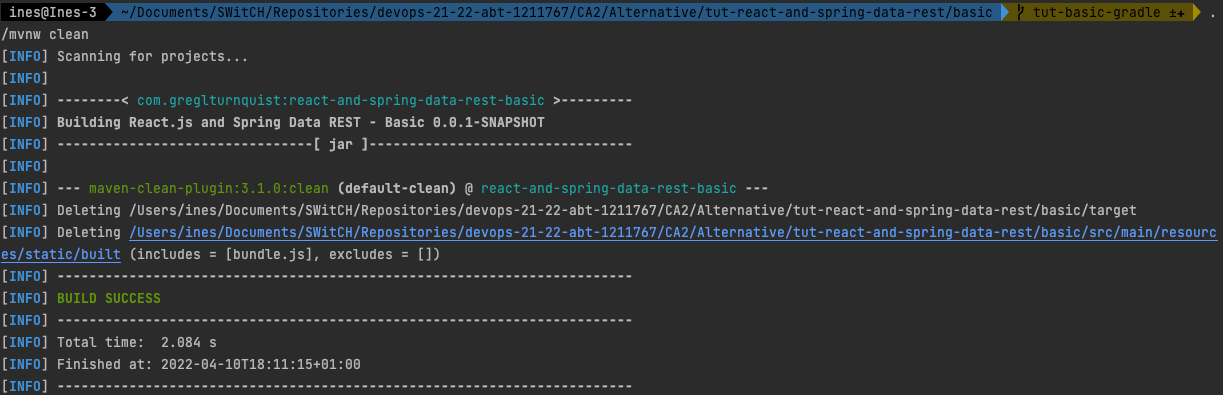 ines@Ines-3 ~/Documents/SWitCH/Repositories/devops-21-22-abt-1211767/CA2/Alternative/tut-react-and-spring-data-rest/basic tut-basic-gradle ±+ .
/mvnw clean
[INFO] Scanning for projects...
[INFO]
[INFO] --------< com.greglturnquist:react-and-spring-data-rest-basic >---------
[INFO] Building React.js and Spring Data REST - Basic 0.0.1-SNAPSHOT
[INFO] --------------------------------[ jar ]---------------------------------
[INFO]
[INFO] --- maven-clean-plugin:3.1.0:clean (default-clean) @ react-and-spring-data-rest-basic ---
[INFO] Deleting /Users/ines/Documents/SWitCH/Repositories/devops-21-22-abt-1211767/CA2/Alternative/tut-react-and-spring-data-rest/basic/target
[INFO] Deleting /Users/ines/Documents/SWitCH/Repositories/devops-21-22-abt-1211767/CA2/Alternative/tut-react-and-spring-data-rest/basic/src/main/resourc
es/static/built (includes = [bundle.js], excludes = [])
[INFO] ------------------------------------------------------------------------
[INFO] BUILD SUCCESS
[INFO] ------------------------------------------------------------------------
[INFO] Total time:  2.084 s
[INFO] Finished at: 2022-04-10T18:11:15+01:00
[INFO] ------------------------------------------------------------------------